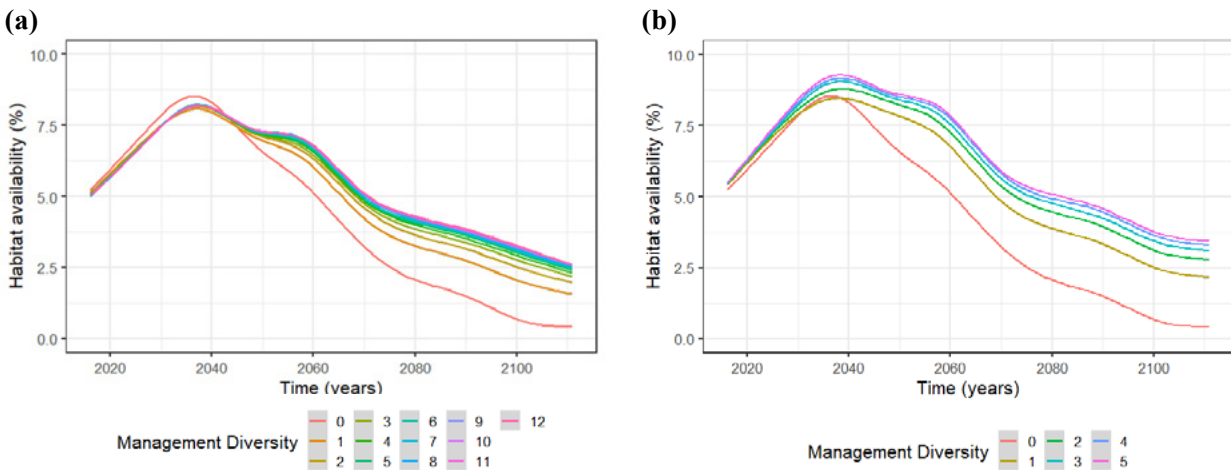 (a)
(b)
Habitat availability (%)
10.0
7.5
5.0
2.5
0.0
2020 2040 2060 2080 2100
Time (years)
Management Diversity
0 3 6 9 12
1 4 7 10
2 5 8 11
Habitat availability (%)
10.0
7.5
5.0
2.5
0.0
2020 2040 2060 2080 2100
Time (years)
Management Diversity
0 2 4
1 3 5